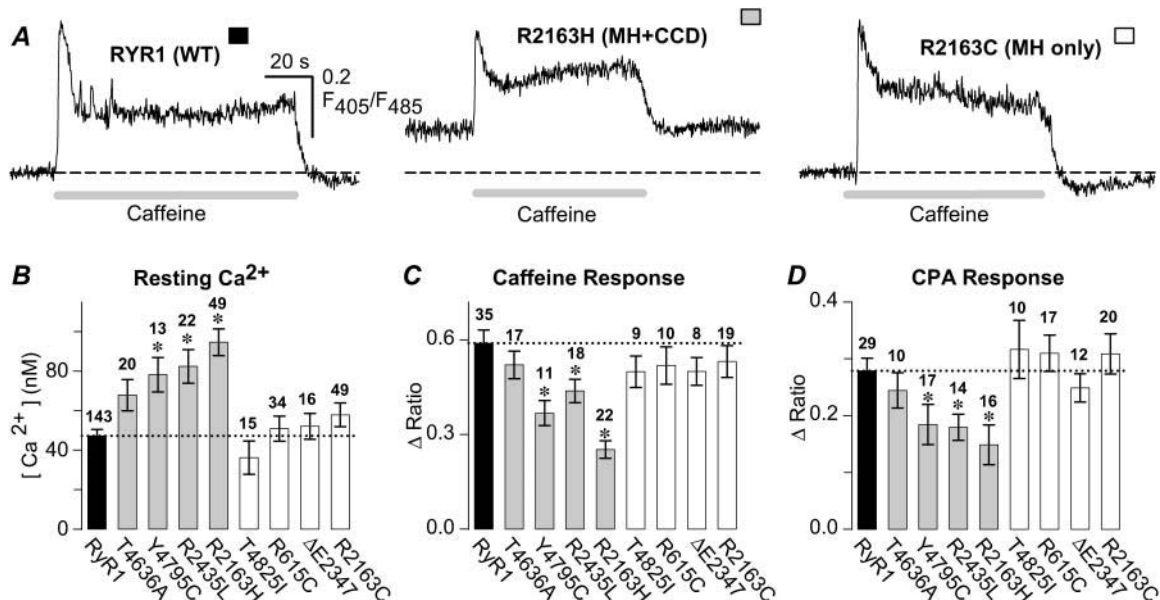 A
RYR1 (WT)
20 s
0.2
F405/F485
Caffeine
R2163H (MH+CCD)
Caffeine
R2163C (MH only)
Caffeine
B
Resting Ca2+
[ Ca 2+ ] (nM)
80
40
0
143
20
13
*
22
*
49
*
15
34
16
49
RyR1
T4636A
Y4795C
R2435L
R2163H
T4825I
R615C
ΔE2347
R2163C
C
Caffeine Response
Δ Ratio
0.6
0.3
0.0
35
17
11
*
18
*
22
*
9
10
8
19
RyR1
T4636A
Y4795C
R2435L
R2163H
T4825I
R615C
ΔE2347
R2163C
D
CPA Response
Δ Ratio
0.4
0.2
0.0
29
10
17
*
14
*
16
*
10
17
12
20
RyR1
T4636A
Y4795C
R2435L
R2163H
T4825I
R615C
ΔE2347
R2163C